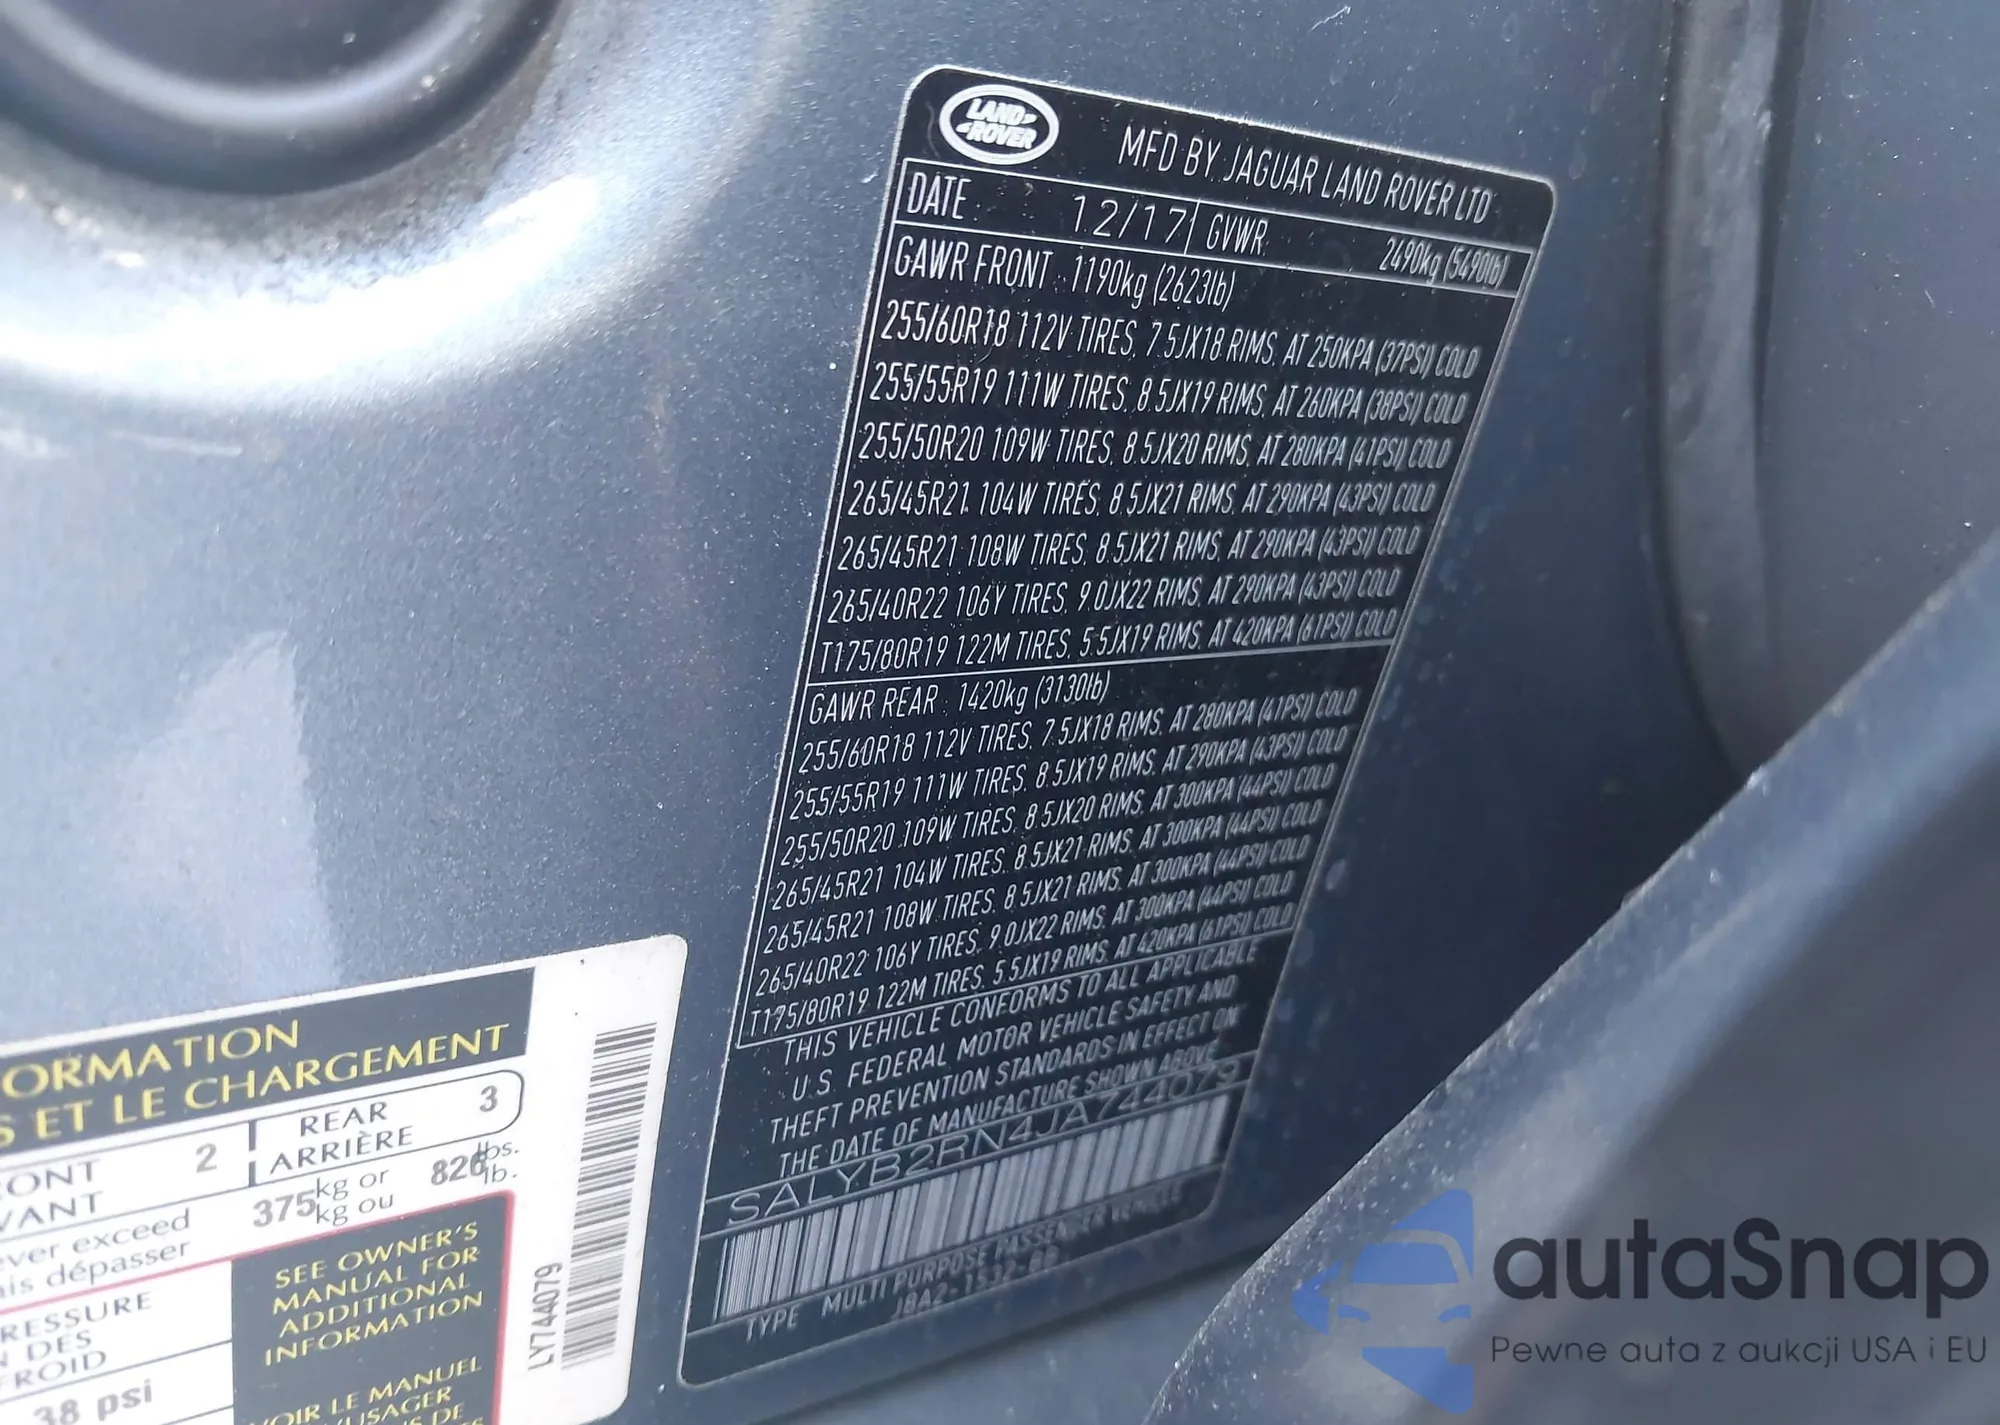 LAND ROVER
MFD BY JAGUAR LAND ROVER LTD
DATE : 12/17 GVWR 2490kg (5490lb)
GAWR FRONT : 1190kg (2623lb)
255/60R18 112V TIRES, 7.5JX18 RIMS, AT 250KPA (37PSI) COLD
255/55R19 111W TIRES, 8.5JX19 RIMS, AT 260KPA (38PSI) COLD
255/50R20 109W TIRES, 8.5JX20 RIMS, AT 280KPA (41PSI) COLD
265/45R21 104W TIRES, 8.5JX21 RIMS, AT 290KPA (43PSI) COLD
265/45R21 108W TIRES, 8.5JX21 RIMS, AT 290KPA (43PSI) COLD
265/40R22 106Y TIRES, 9.0JX22 RIMS, AT 290KPA (43PSI) COLD
T175/80R19 122M TIRES, 5.5JX19 RIMS, AT 420KPA (61PSI) COLD
GAWR REAR : 1420kg (3130lb)
255/60R18 112V TIRES, 7.5JX18 RIMS, AT 280KPA (41PSI) COLD
255/55R19 111W TIRES, 8.5JX19 RIMS, AT 290KPA (43PSI) COLD
255/50R20 109W TIRES, 8.5JX20 RIMS, AT 300KPA (44PSI) COLD
265/45R21 104W TIRES, 8.5JX21 RIMS, AT 300KPA (44PSI) COLD
265/45R21 108W TIRES, 8.5JX21 RIMS, AT 300KPA (44PSI) COLD
265/40R22 106Y TIRES, 9.0JX22 RIMS, AT 300KPA (44PSI) COLD
T175/80R19 122M TIRES, 5.5JX19 RIMS, AT 420KPA (61PSI) COLD
THIS VEHICLE CONFORMS TO ALL APPLICABLE
U.S. FEDERAL MOTOR VEHICLE SAFETY AND
THEFT PREVENTION STANDARDS IN EFFECT ON
THE DATE OF MANUFACTURE SHOWN ABOVE
SALYB2RN4JA744079
TYPE MULTI PURPOSE PASSENGER VEHICLE
ORMATION
S ET LE CHARGEMENT
RONT 2 REAR 3
VANT ARRIÈRE
ver exceed 375 kg or 826 lbs.
ais dépasser kg ou lb.
RESSURE
N DES
FROID
38 psi
SEE OWNER'S
MANUAL FOR
ADDITIONAL
INFORMATION
VOIR LE MANUEL
USAGER
S DE
LY744079
autaSnap
Pewne auta z aukcji USA i EU